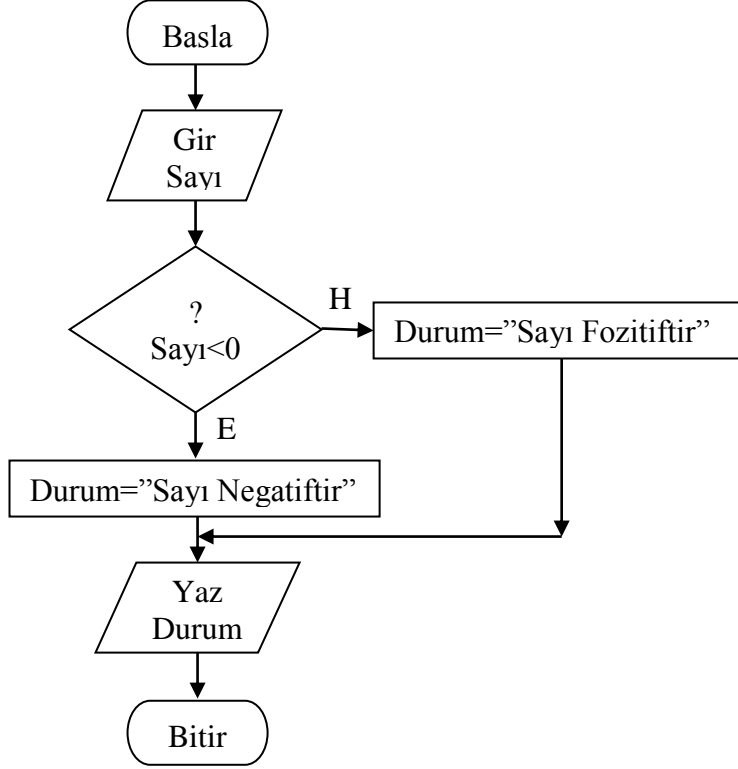 Basla
Gir
Sayı
?
Sayı<0
H
Durum=”Sayı Fozitiftir”
E
Durum=”Sayı Negatiftir”
Yaz
Durum
Bitir